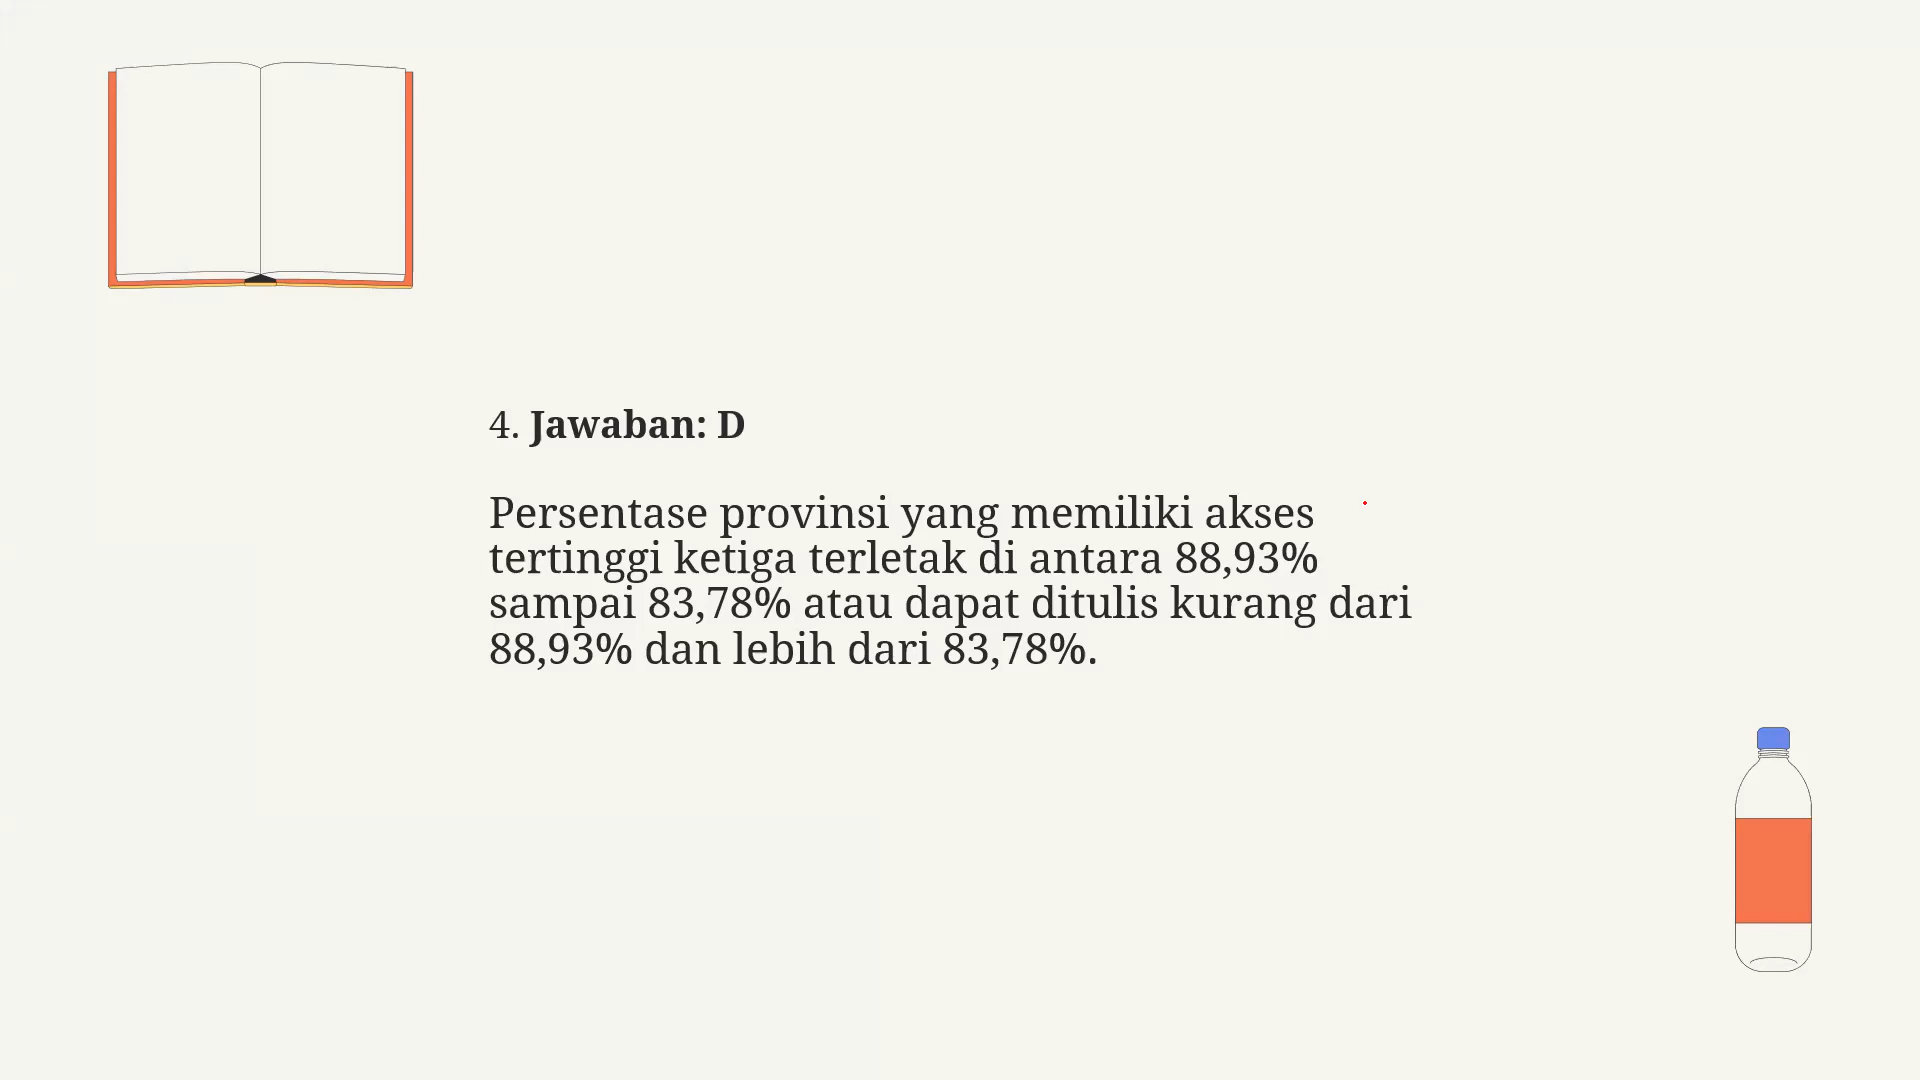 4. Jawaban: D
Persentase provinsi yang memiliki akses
tertinggi ketiga terletak di antara 88,93%
sampai 83,78% atau dapat ditulis kurang dari
88,93% dan lebih dari 83,78%.